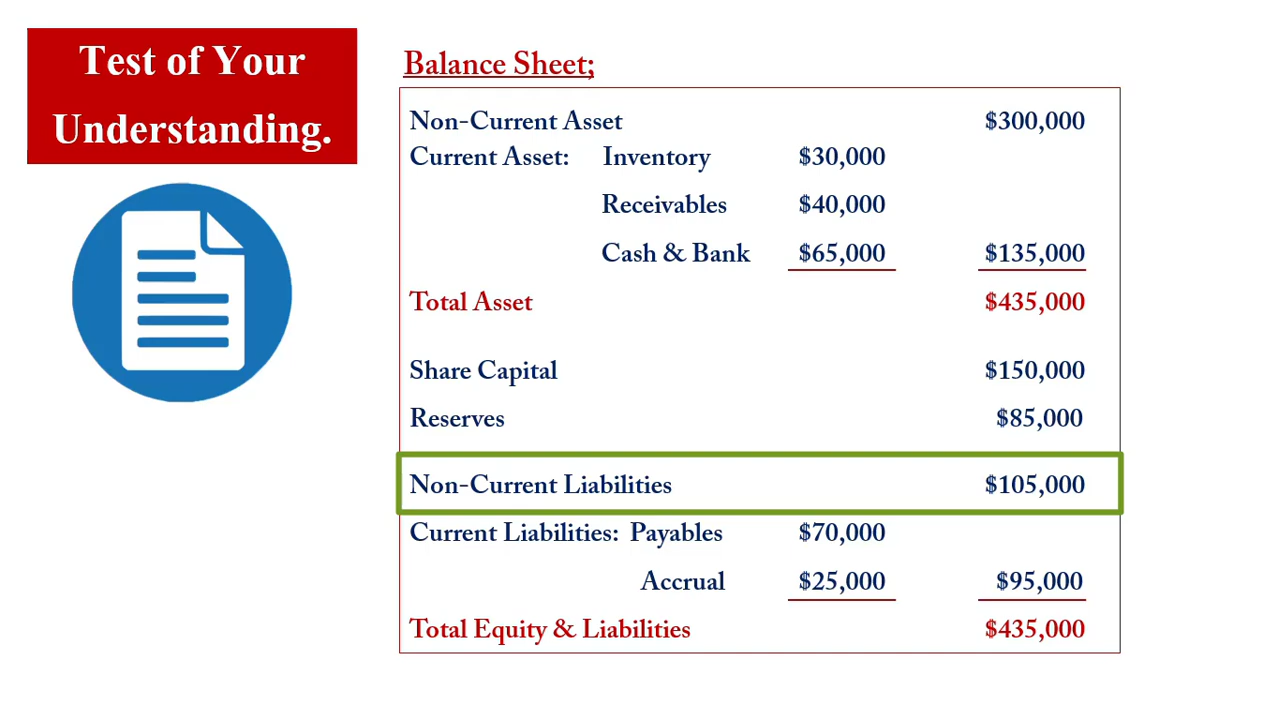 Test of Your
Understanding.
Balance Sheet;
Non-Current Asset $300,000
Current Asset: Inventory $30,000
Receivables $40,000
Cash & Bank $65,000 $135,000
Total Asset $435,000
Share Capital $150,000
Reserves $85,000
Non-Current Liabilities $105,000
Current Liabilities: Payables $70,000
Accrual $25,000 $95,000
Total Equity & Liabilities $435,000